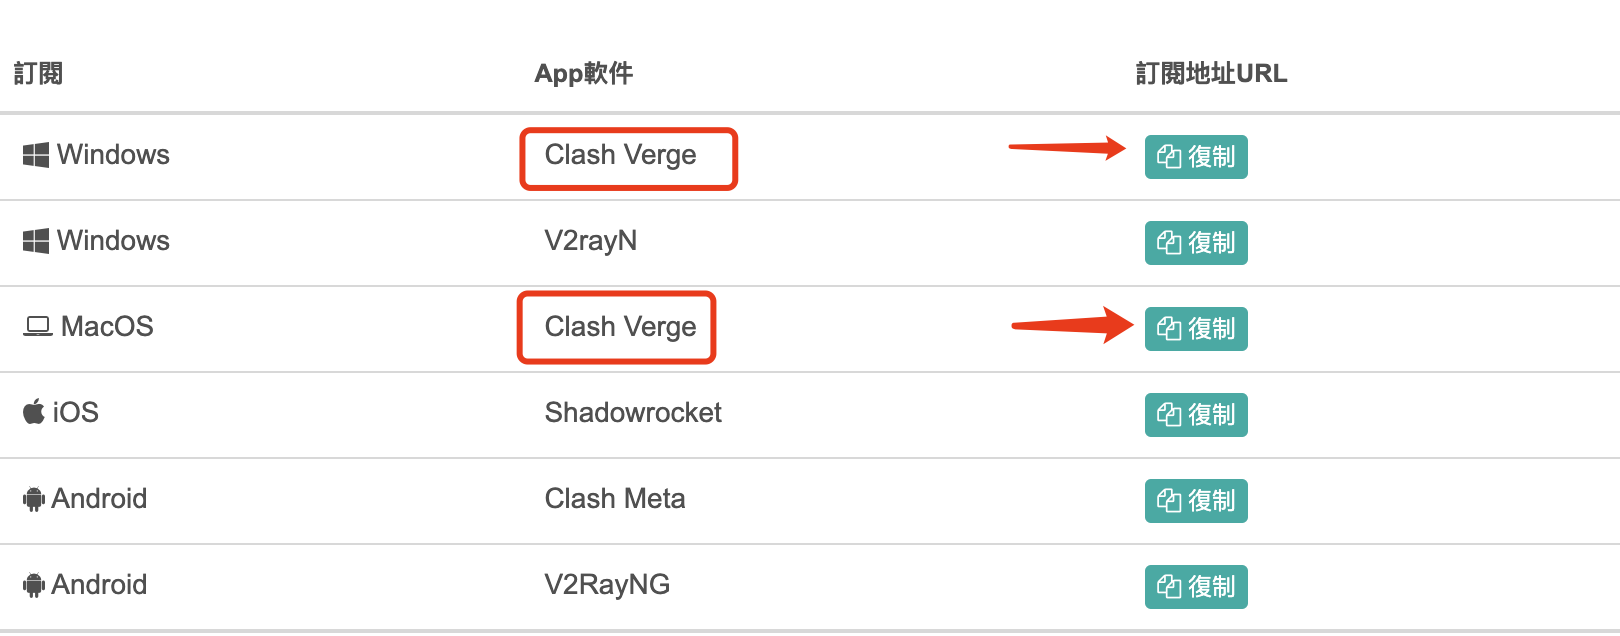 訂閱 App軟件 訂閱地址URL
Windows Clash Verge 復制
Windows V2rayN 復制
MacOS Clash Verge 復制
iOS Shadowrocket 復制
Android Clash Meta 復制
Android V2RayNG 復制